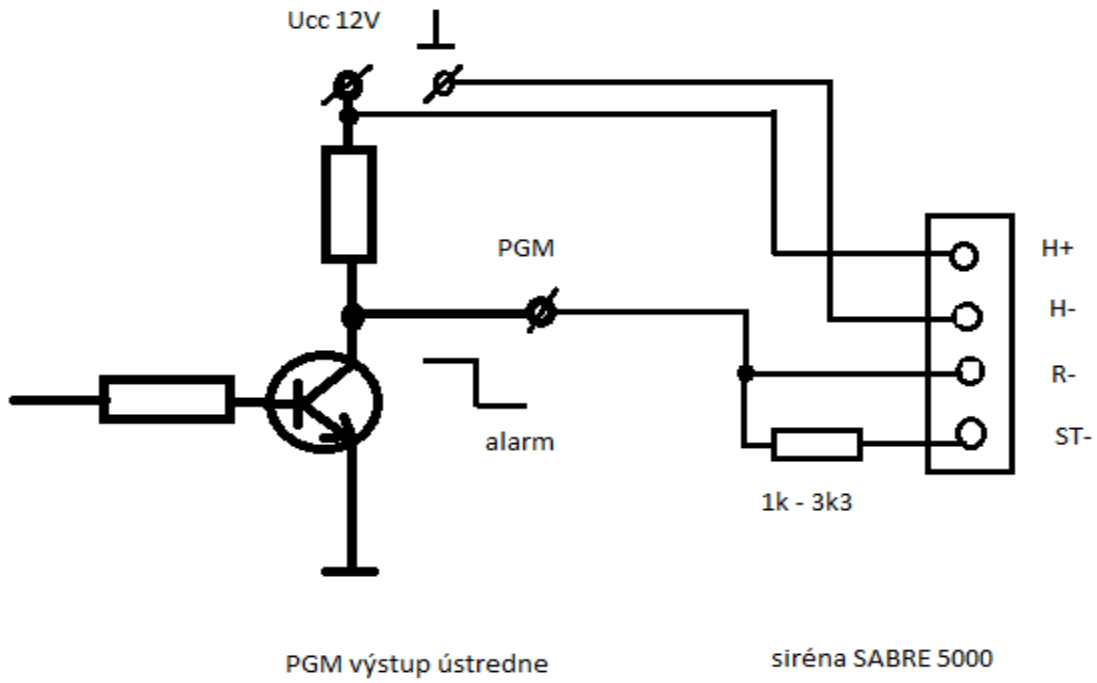 Ucc 12V
PGM
alarm
H+
H-
R-
ST-
1k - 3k3
PGM výstup ústredne
siréna SABRE 5000